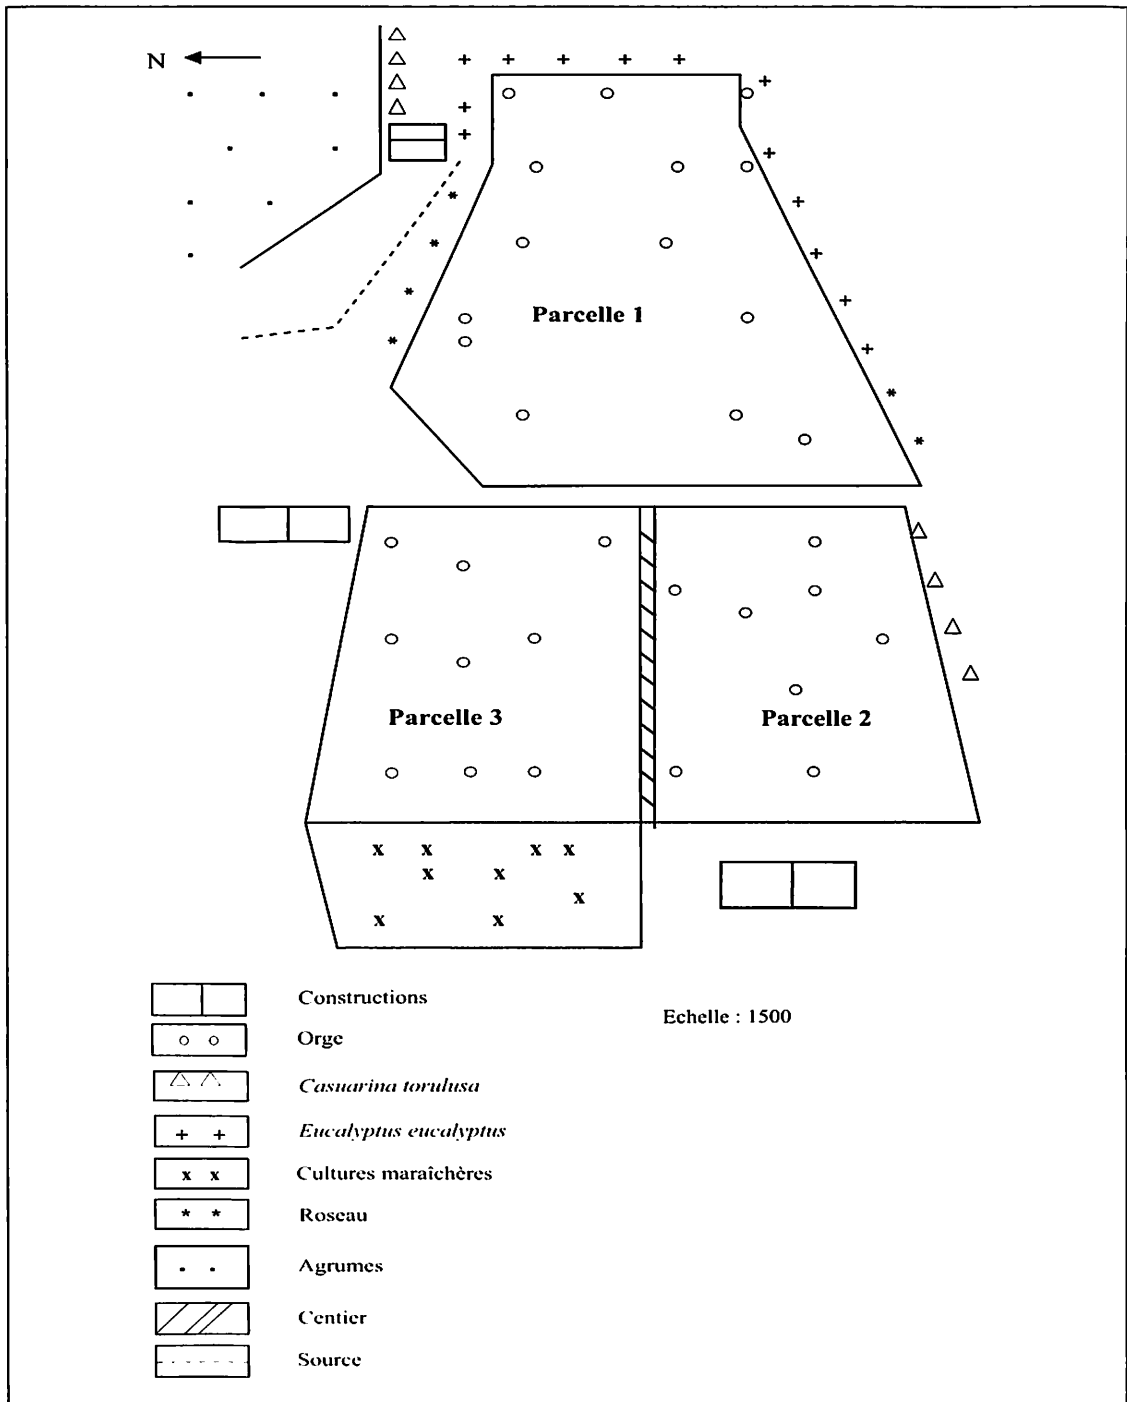 N
Parcelle 1
Parcelle 3
Parcelle 2
Constructions
Echelle : 1500
Orge
Casuarina torulusa
Eucalyptus eucalyptus
Cultures maraîchères
Roseau
Agrumes
Centier
Source